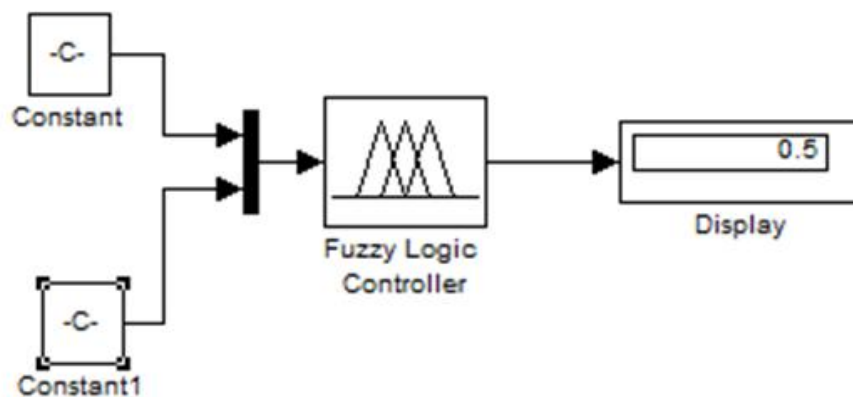 -C-
Constant
-C-
Constant1
Fuzzy Logic
Controller
0.5
Display